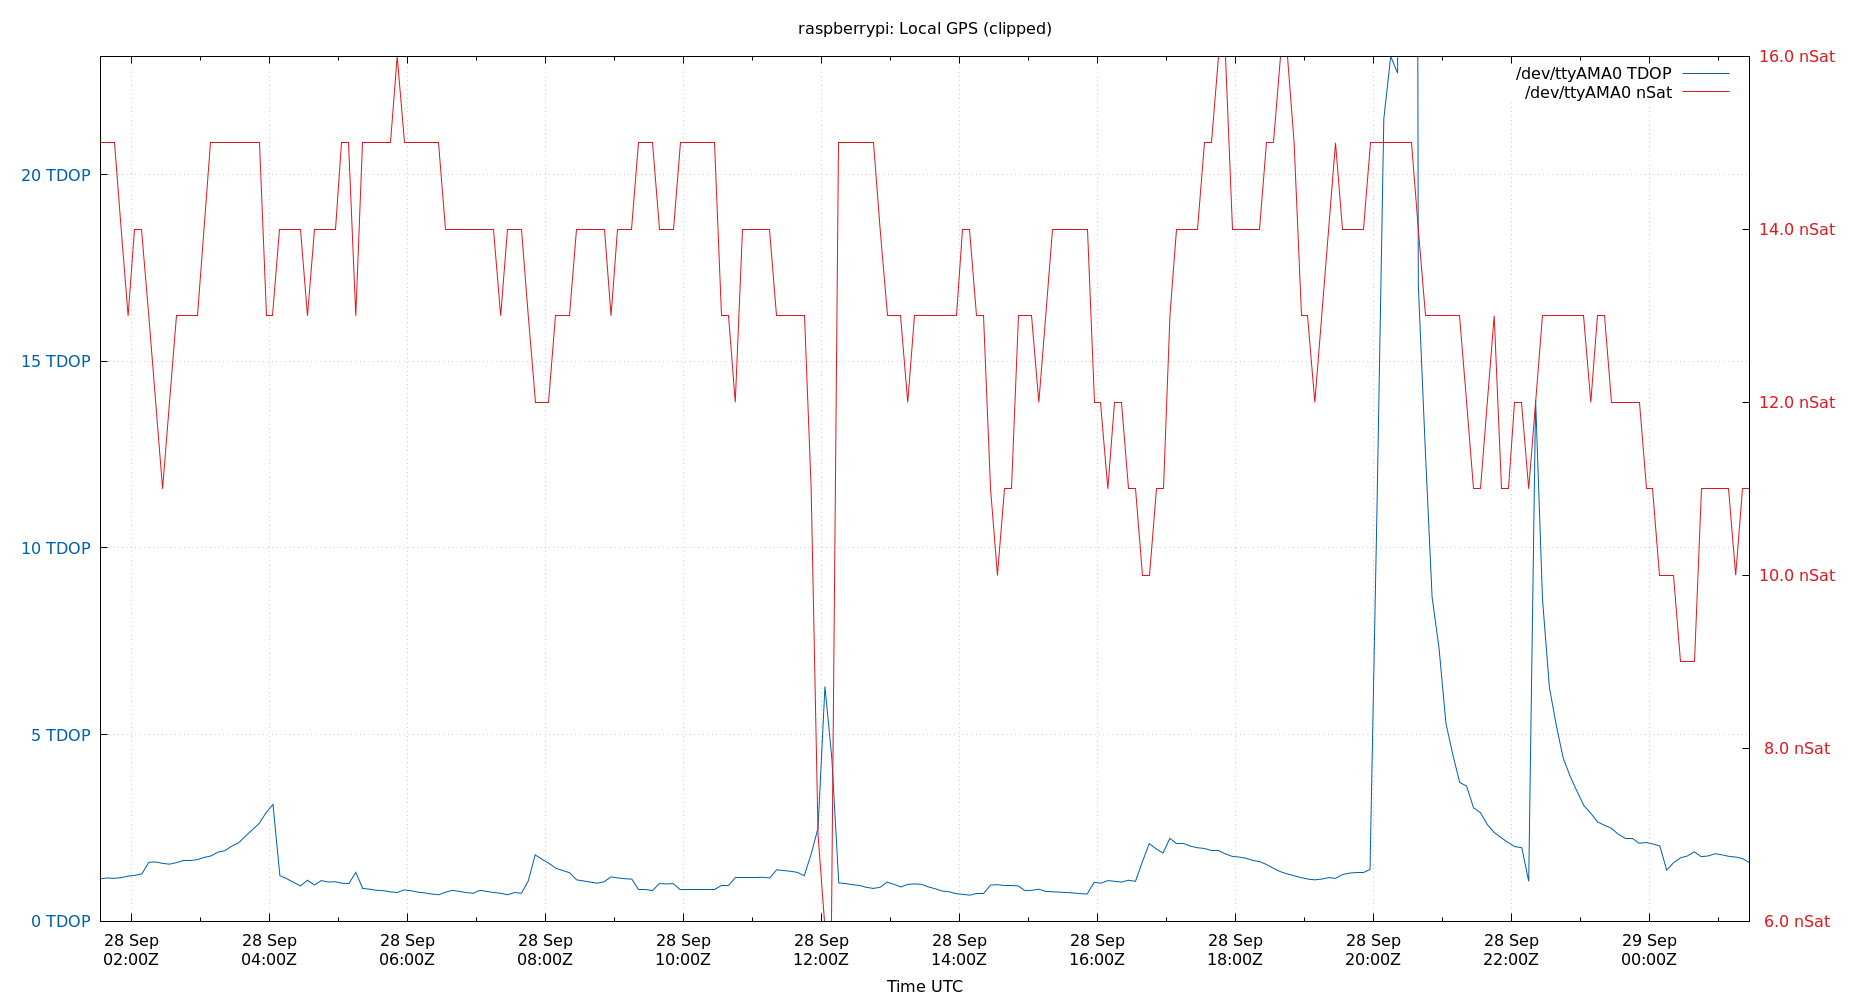 raspberrypi: Local GPS (clipped)
/dev/ttyAMA0 TDOP
/dev/ttyAMA0 nSat
20 TDOP
15 TDOP
10 TDOP
5 TDOP
0 TDOP
16.0 nSat
14.0 nSat
12.0 nSat
10.0 nSat
8.0 nSat
6.0 nSat
28 Sep 28 Sep 28 Sep 28 Sep 28 Sep 28 Sep 28 Sep 28 Sep 28 Sep 28 Sep 28 Sep 29 Sep
02:00Z 04:00Z 06:00Z 08:00Z 10:00Z 12:00Z 14:00Z 16:00Z 18:00Z 20:00Z 22:00Z 00:00Z
Time UTC